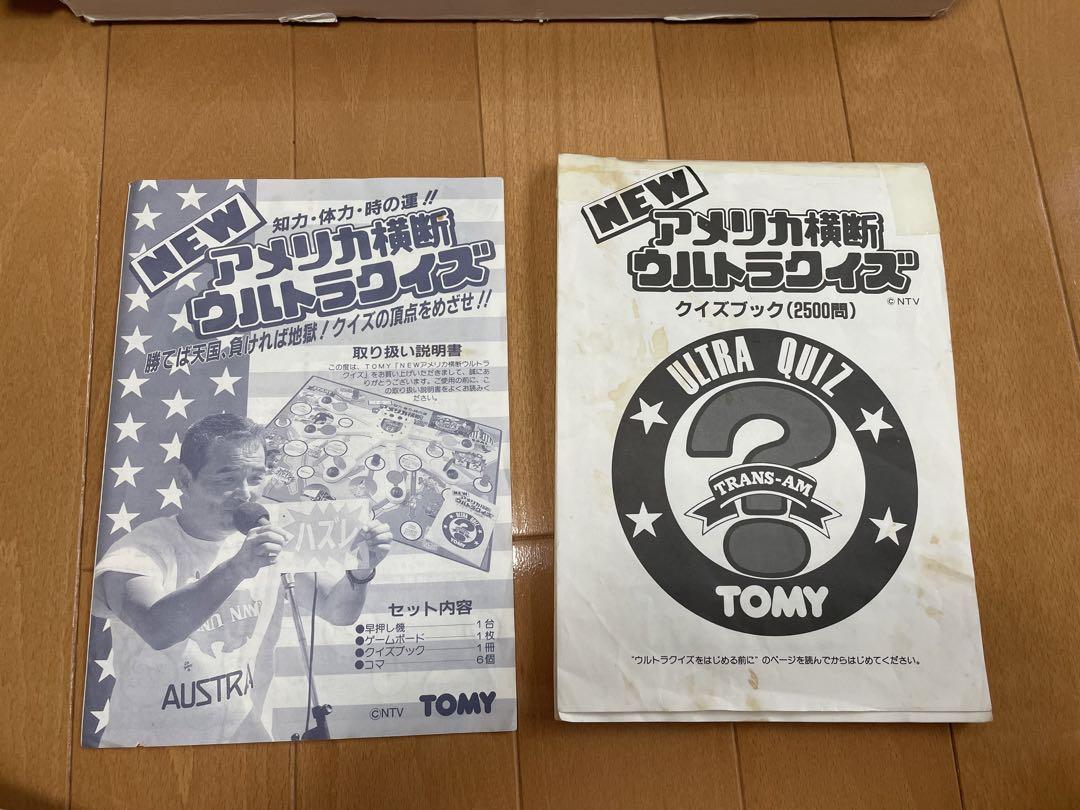 NEW
知力・体力・時の運!!
アメリカ横断
ウルトラクイズ
勝てば天国、負ければ地獄!クイズの頂点をめざせ!!
取り扱い説明書
この度は、TOMY「NEWアメリカ横断ウルトラ
クイズ」をお買い上げいただきまして、誠にあ
りがとうございます。ご使用の前に、こ
の取り扱い説明書をよくお読みく
ださい。
ハズレ
AUSTRA
ULTRA QUIZ
TOMY
セット内容
●早押し機 1台
●ゲームボード 1枚
●クイズブック 1冊
●コマ 6個
©NTV TOMY
NEW
アメリカ横断
ウルトラクイズ
©NTV
クイズブック(2500問)
ULTRA QUIZ
?
TRANS-AM
TOMY
"ウルトラクイズをはじめる前に" のページを読んでからはじめてください。